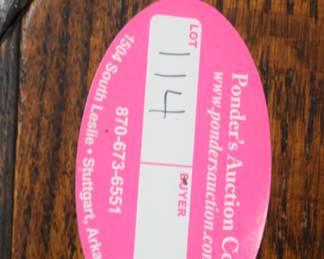 Ponder's Auction Co
www.pondersauction.com
LOT 114
BUYER
870-673-6551
1504 South Leslie • Stuttgart, Arka